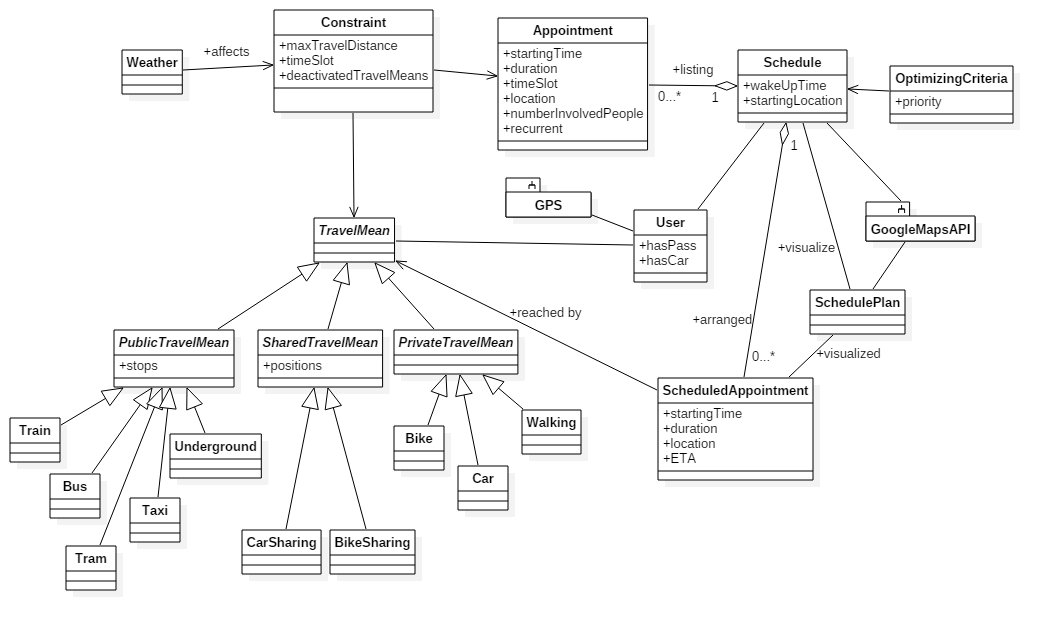 Constraint
+maxTravelDistance
+timeSlot
+deactivatedTravelMeans
Appointment
+startingTime
+duration
+timeSlot
+location
+numberInvolvedPeople
+recurrent
Weather
+affects
+listing
0...*
1
Schedule
+wakeUpTime
+startingLocation
OptimizingCriteria
+priority
1
GPS
User
+hasPass
+hasCar
GoogleMapsAPI
TravelMean
+visualize
SchedulePlan
+reached by
+arranged
0...*
+visualized
PublicTravelMean
+stops
SharedTravelMean
+positions
PrivateTravelMean
ScheduledAppointment
+startingTime
+duration
+location
+ETA
Train
Underground
Bike
Walking
Bus
Taxi
Car
Tram
CarSharing
BikeSharing